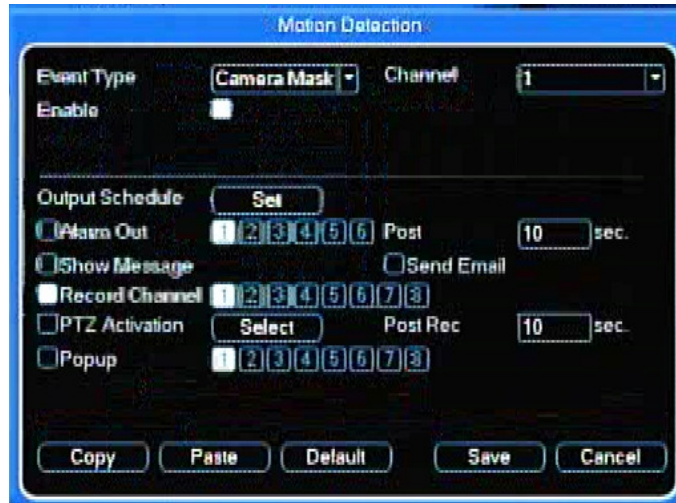 Motion Detection
Event Type Camera Mask Channel 1
Enable
Output Schedule Set
Alarm Out 1 2 3 4 5 6 Post 10 sec.
Show Message Send Email
Record Channel 1 2 3 4 5 6 7 8
PTZ Activation Select Post Rec 10 sec.
Popup 1 2 3 4 5 6 7 8
Copy Paste Default Save Cancel